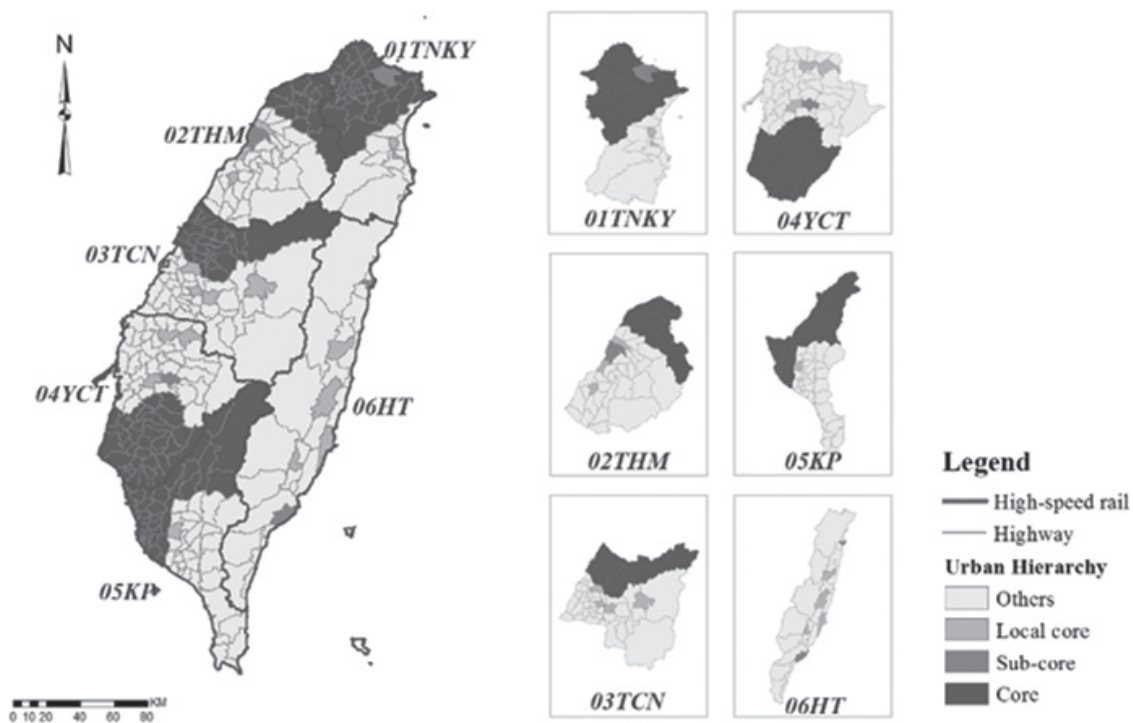 N
01TNKY
02THM
03TCN
04YCT
06HT
05KP
KM
0 10 20 40 60 80
01TNKY
04YCT
02THM
05KP
03TCN
06HT
Legend
High-speed rail
Highway
Urban Hierarchy
Others
Local core
Sub-core
Core